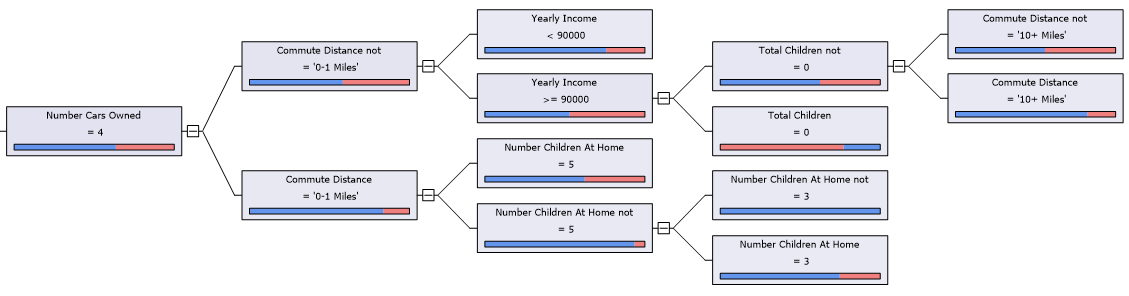 Number Cars Owned
= 4
Commute Distance not
= '0-1 Miles'
Commute Distance
= '0-1 Miles'
Yearly Income
< 90000
Yearly Income
>= 90000
Number Children At Home
= 5
Number Children At Home not
= 5
Total Children not
= 0
Total Children
= 0
Number Children At Home not
= 3
Number Children At Home
= 3
Commute Distance not
= '10+ Miles'
Commute Distance
= '10+ Miles'